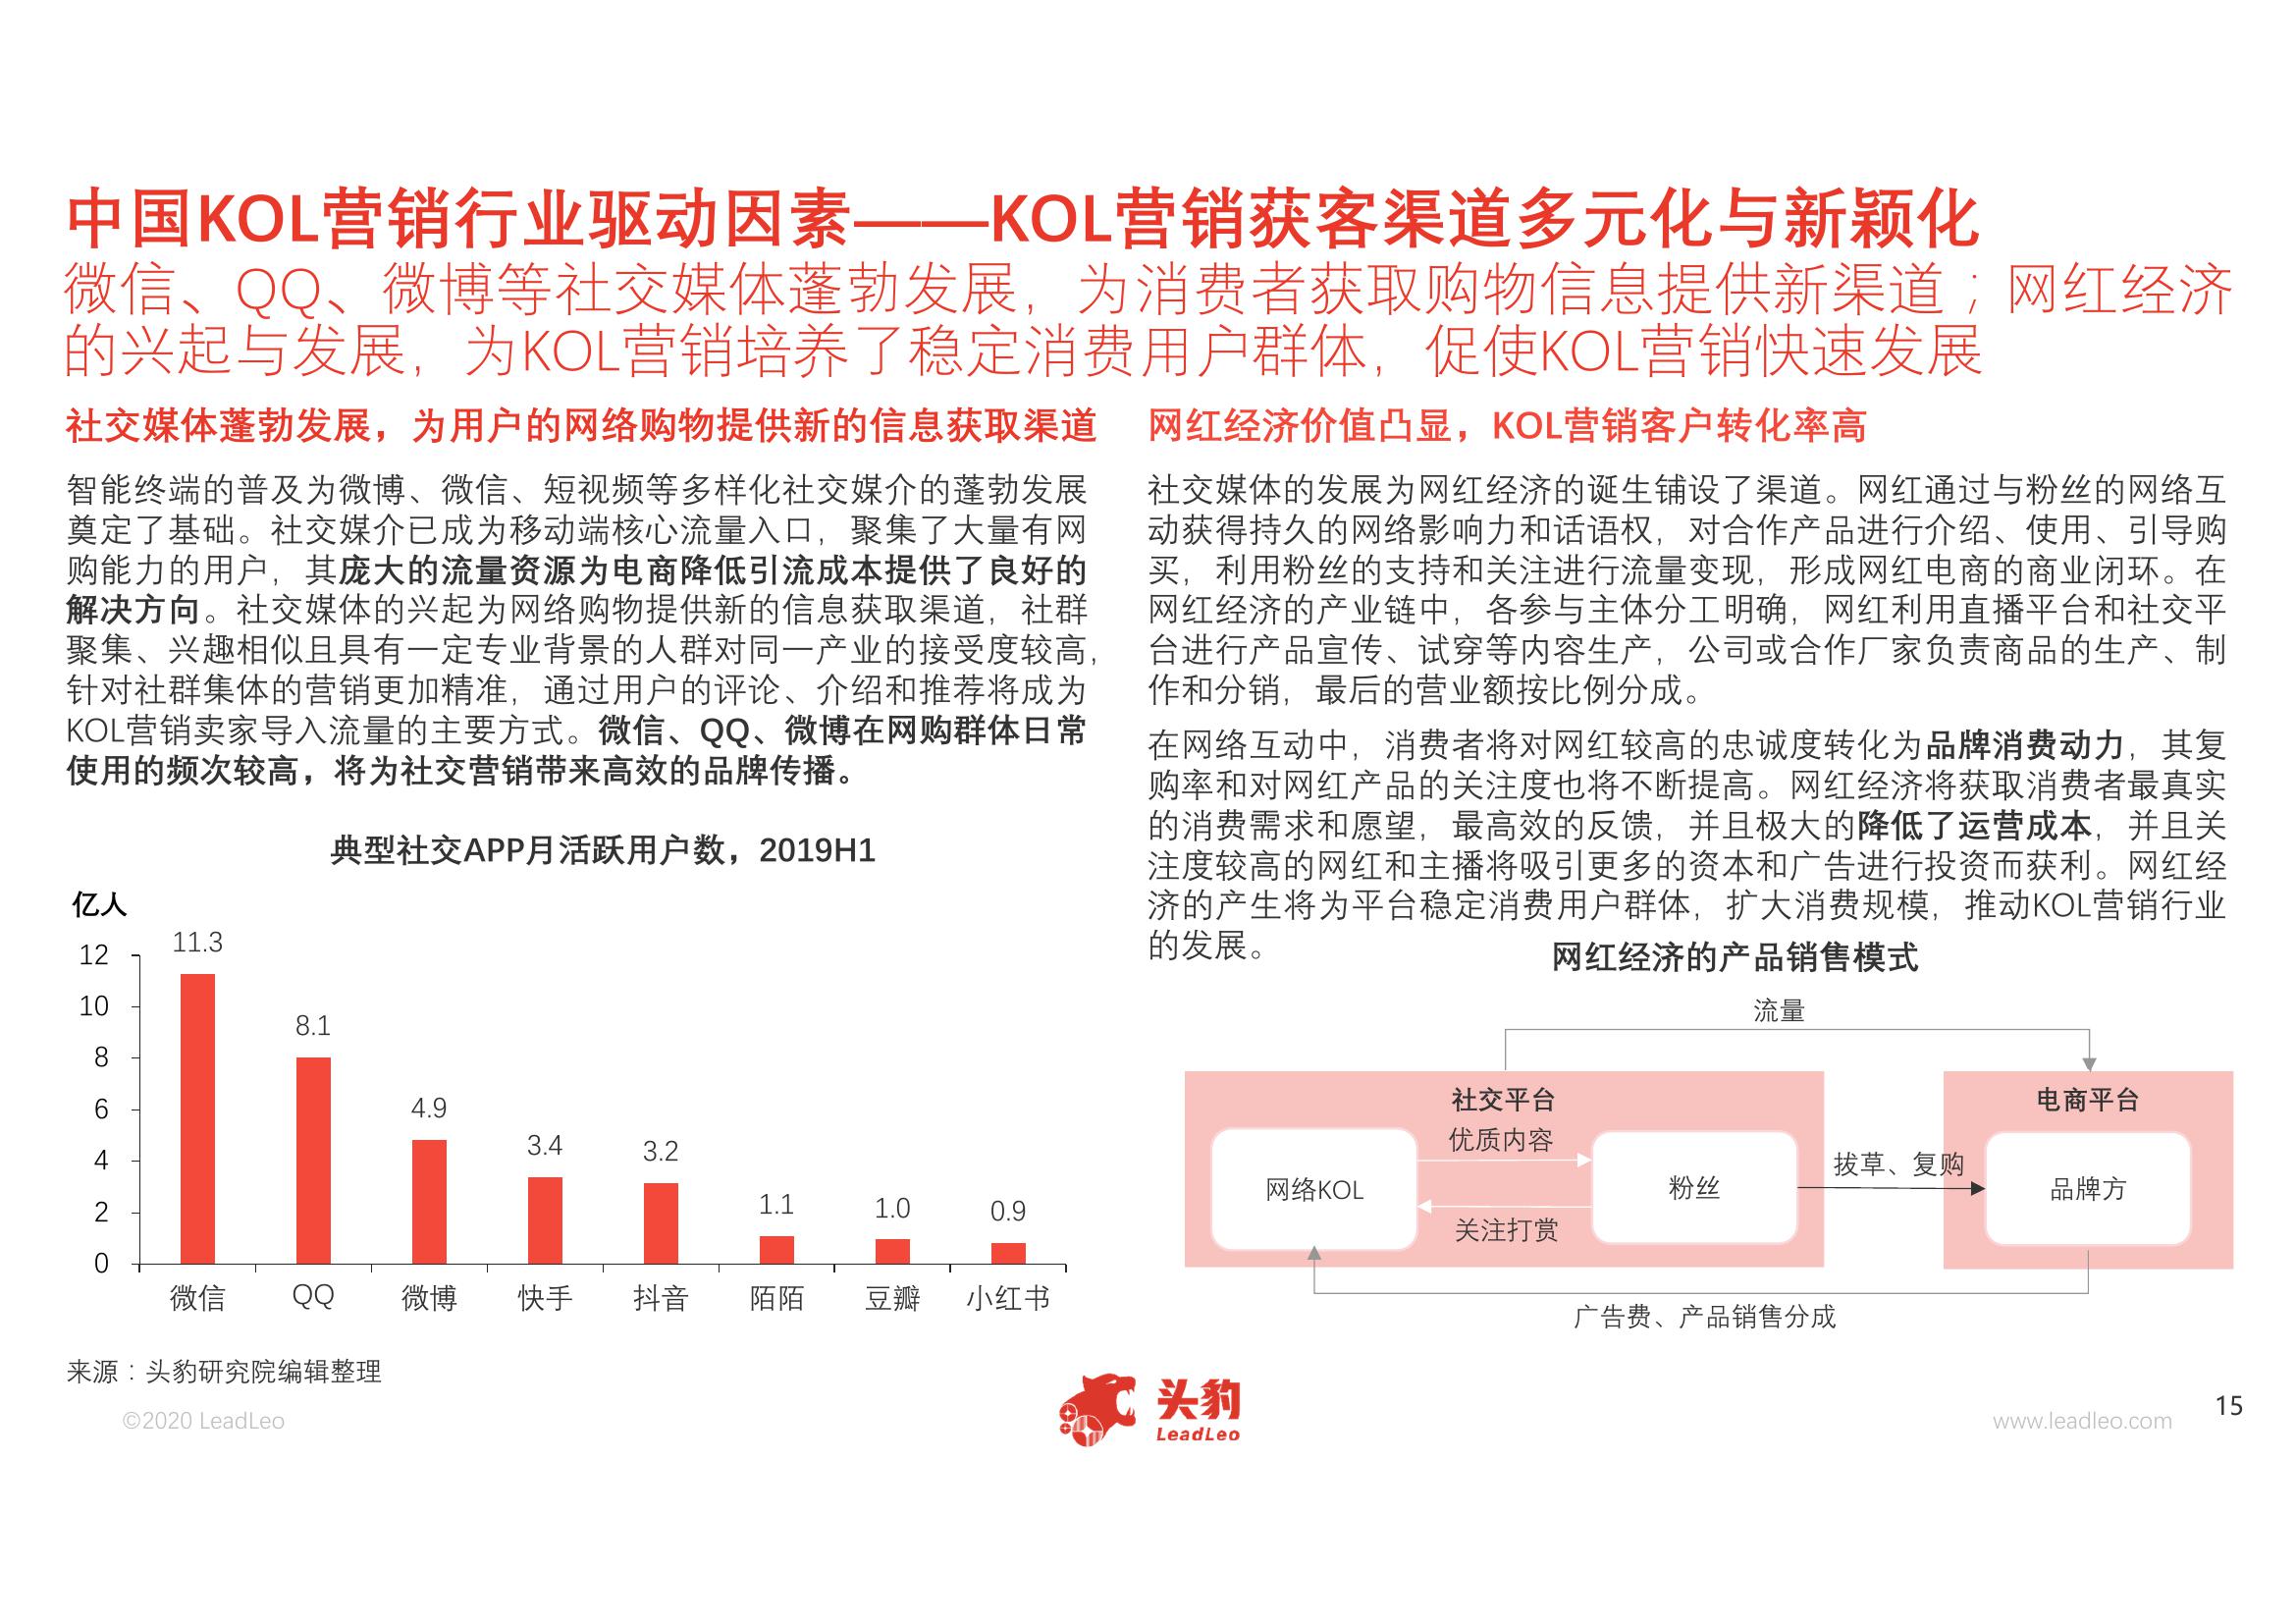 中国KOL营销行业驱动因素——KOL营销获客渠道多元化与新颖化
微信、QQ、微博等社交媒体蓬勃发展，为消费者获取购物信息提供新渠道；网红经济
的兴起与发展，为KOL营销培养了稳定消费用户群体，促使KOL营销快速发展
社交媒体蓬勃发展，为用户的网络购物提供新的信息获取渠道
智能终端的普及为微博、微信、短视频等多样化社交媒介的蓬勃发展
奠定了基础。社交媒介已成为移动端核心流量入口，聚集了大量有网
购能力的用户，其庞大的流量资源为电商降低引流成本提供了良好的
解决方向。社交媒体的兴起为网络购物提供新的信息获取渠道，社群
聚集、兴趣相似且具有一定专业背景的人群对同一产业的接受度较高，
针对社群集体的营销更加精准，通过用户的评论、介绍和推荐将成为
KOL营销卖家导入流量的主要方式。微信、QQ、微博在网购群体日常
使用的频次较高，将为社交营销带来高效的品牌传播。
典型社交APP月活跃用户数，2019H1
亿人
12
10
8
6
4
2
0
11.3
8.1
4.9
3.4
3.2
1.1
1.0
0.9
微信
QQ
微博
快手
抖音
陌陌
豆瓣
小红书
网红经济价值凸显，KOL营销客户转化率高
社交媒体的发展为网红经济的诞生铺设了渠道。网红通过与粉丝的网络互
动获得持久的网络影响力和话语权，对合作产品进行介绍、使用、引导购
买，利用粉丝的支持和关注进行流量变现，形成网红电商的商业闭环。在
网红经济的产业链中，各参与主体分工明确，网红利用直播平台和社交平
台进行产品宣传、试穿等内容生产，公司或合作厂家负责商品的生产、制
作和分销，最后的营业额按比例分成。
在网络互动中，消费者将对网红较高的忠诚度转化为品牌消费动力，其复
购率和对网红产品的关注度也将不断提高。网红经济将获取消费者最真实
的消费需求和愿望，最高效的反馈，并且极大的降低了运营成本，并且关
注度较高的网红和主播将吸引更多的资本和广告进行投资而获利。网红经
济的产生将为平台稳定消费用户群体，扩大消费规模，推动KOL营销行业
的发展。
网红经济的产品销售模式
流量
社交平台
电商平台
优质内容
网络KOL
粉丝
拔草、复购
品牌方
关注打赏
广告费、产品销售分成
来源：头豹研究院编辑整理
©2020 LeadLeo
头豹
LeadLeo
www.leadleo.com
15